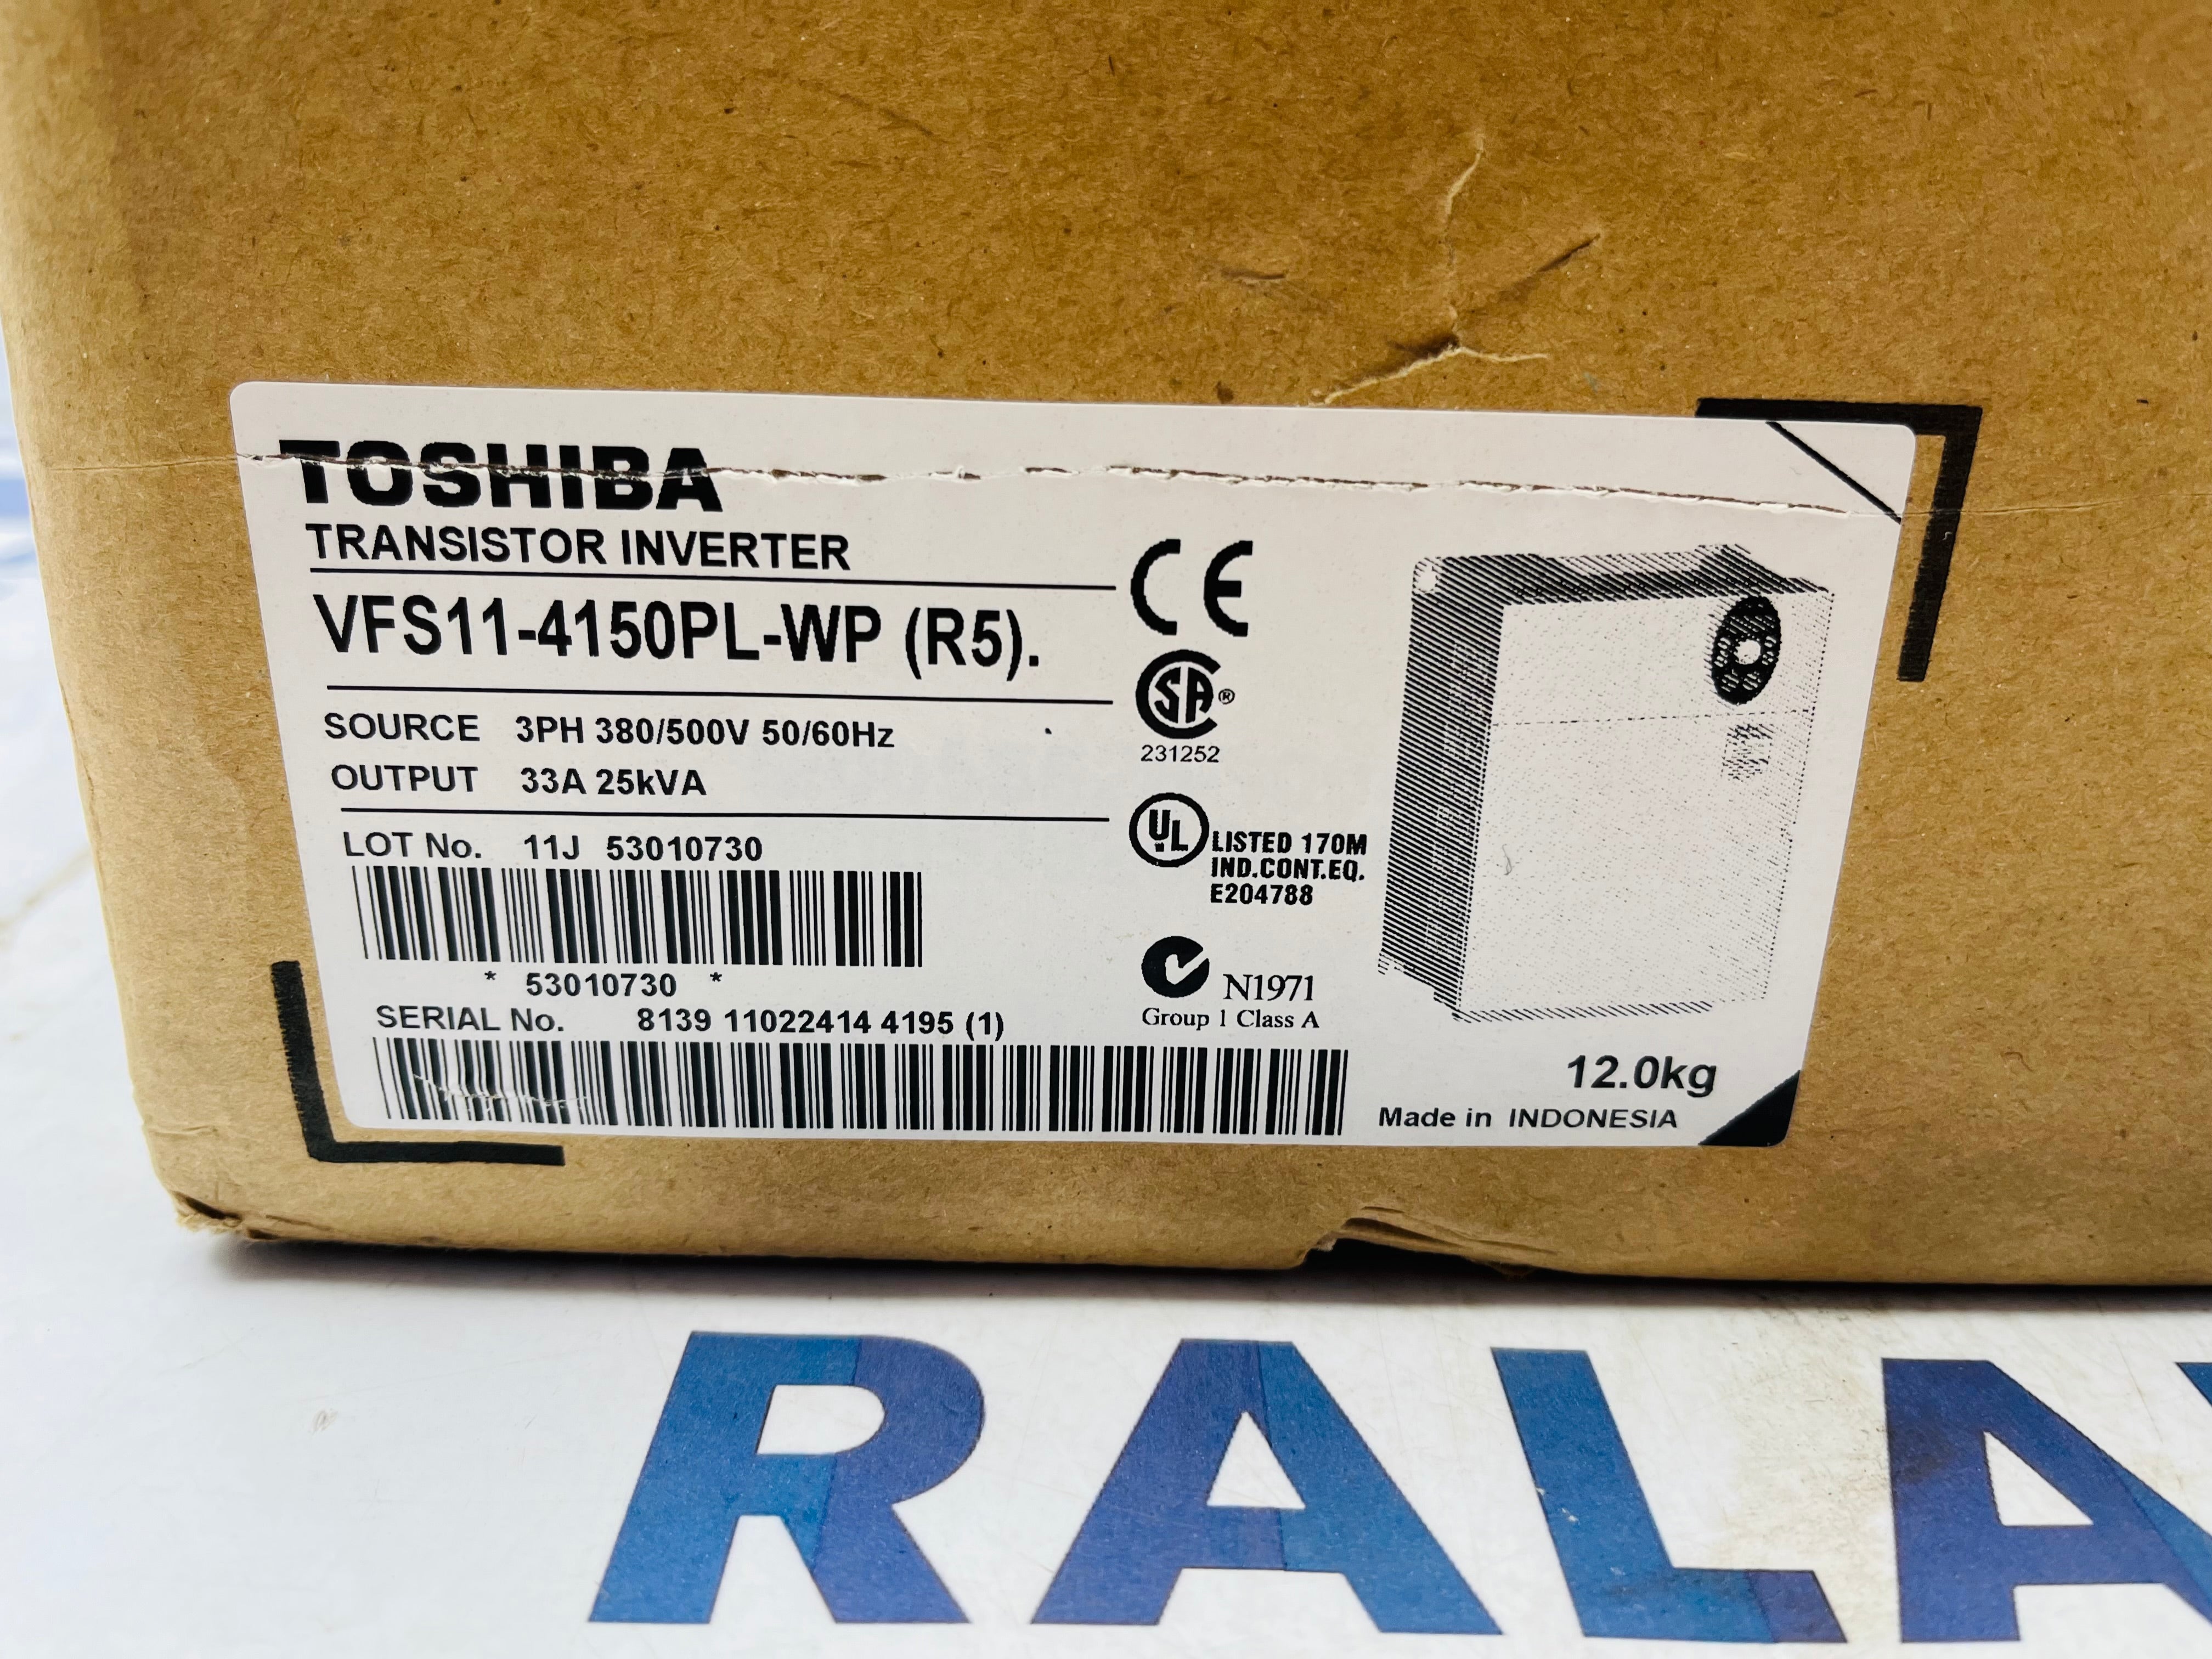 TOSHIBA
TRANSISTOR INVERTER
VFS11-4150PL-WP (R5).
SOURCE 3PH 380/500V 50/60Hz
OUTPUT 33A 25kVA
LOT No. 11J 53010730
* 53010730 *
SERIAL No. 8139 11022414 4195 (1)
CE
SA®
231252
UL LISTED 170M
IND.CONT.EQ.
E204788
N1971
Group 1 Class A
12.0kg
Made in INDONESIA
RALA